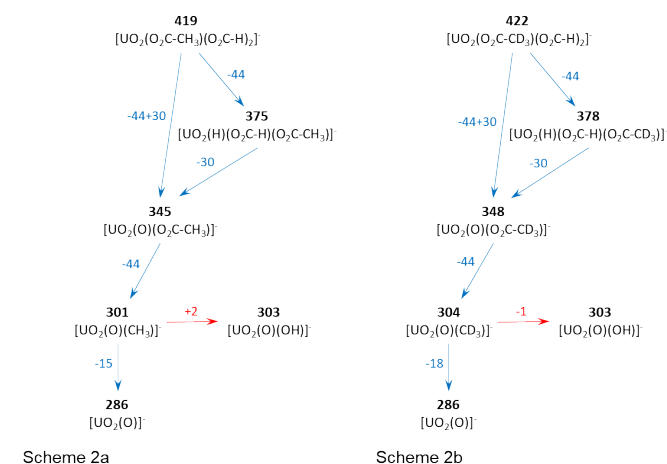 419
[UO₂(O₂C-CH₃)(O₂C-H)₂]⁻
-44
-44+30
375
[UO₂(H)(O₂C-H)(O₂C-CH₃)]⁻
-30
345
[UO₂(O)(O₂C-CH₃)]⁻
-44
301
[UO₂(O)(CH₃)]⁻
+2
303
[UO₂(O)(OH)]⁻
-15
286
[UO₂(O)]⁻
Scheme 2a
422
[UO₂(O₂C-CD₃)(O₂C-H)₂]⁻
-44
-44+30
378
[UO₂(H)(O₂C-H)(O₂C-CD₃)]⁻
-30
348
[UO₂(O)(O₂C-CD₃)]⁻
-44
304
[UO₂(O)(CD₃)]⁻
-1
303
[UO₂(O)(OH)]⁻
-18
286
[UO₂(O)]⁻
Scheme 2b